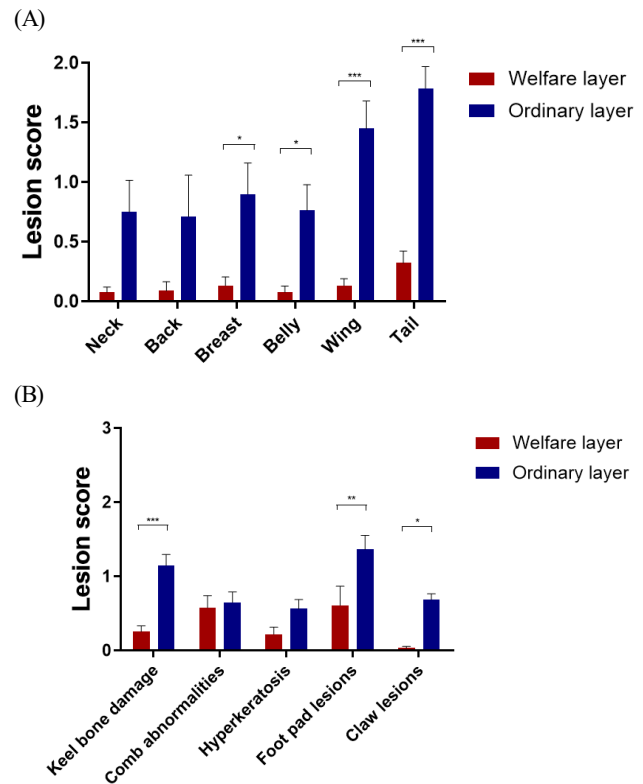 (A)
***
***
2.0
Welfare layer
Ordinary layer
1.5
*
*
Lesion score
1.0
0.5
0.0
Neck
Back
Breast
Belly
Wing
Tail
(B)
3
Welfare layer
Ordinary layer
2
***
**
*
Lesion score
1
0
Keel bone damage
Comb abnormalities
Hyperkeratosis
Foot pad lesions
Claw lesions